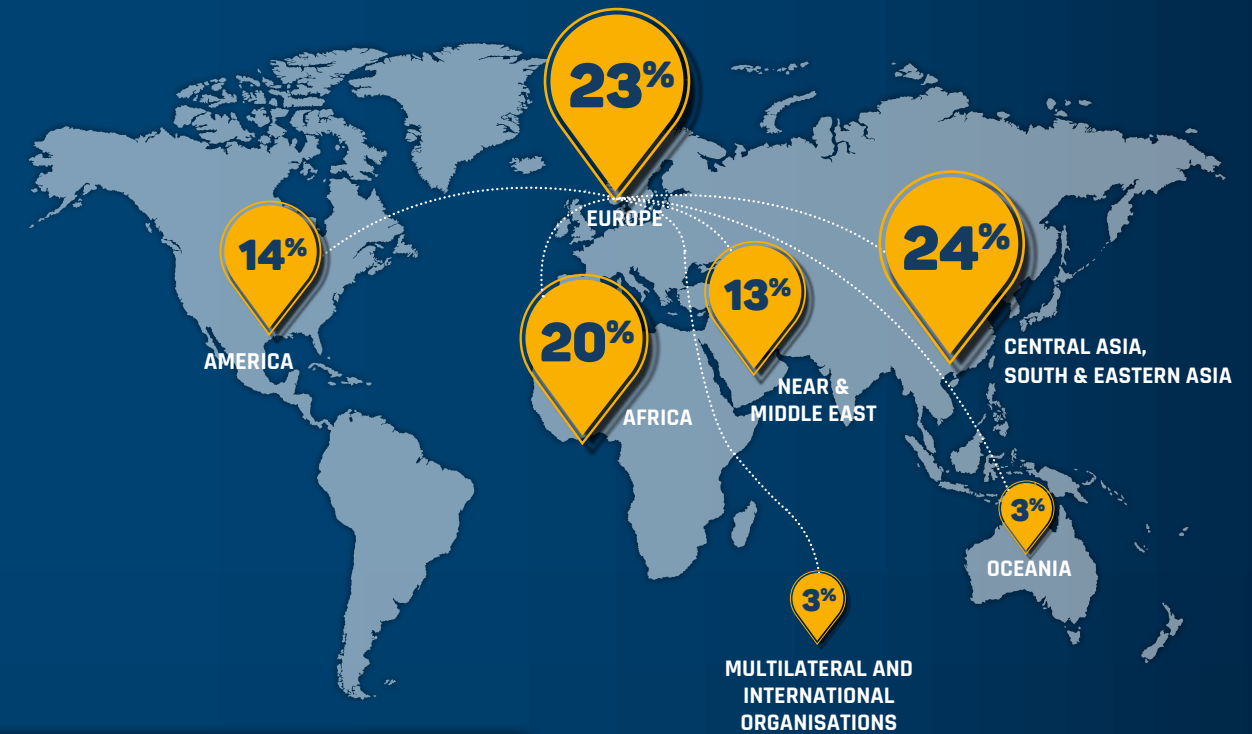 23%
EUROPE
14%
AMERICA
24%
CENTRAL ASIA,
SOUTH & EASTERN ASIA
13%
NEAR &
MIDDLE EAST
20%
AFRICA
3%
OCEANIA
3%
MULTILATERAL AND
INTERNATIONAL
ORGANISATIONS